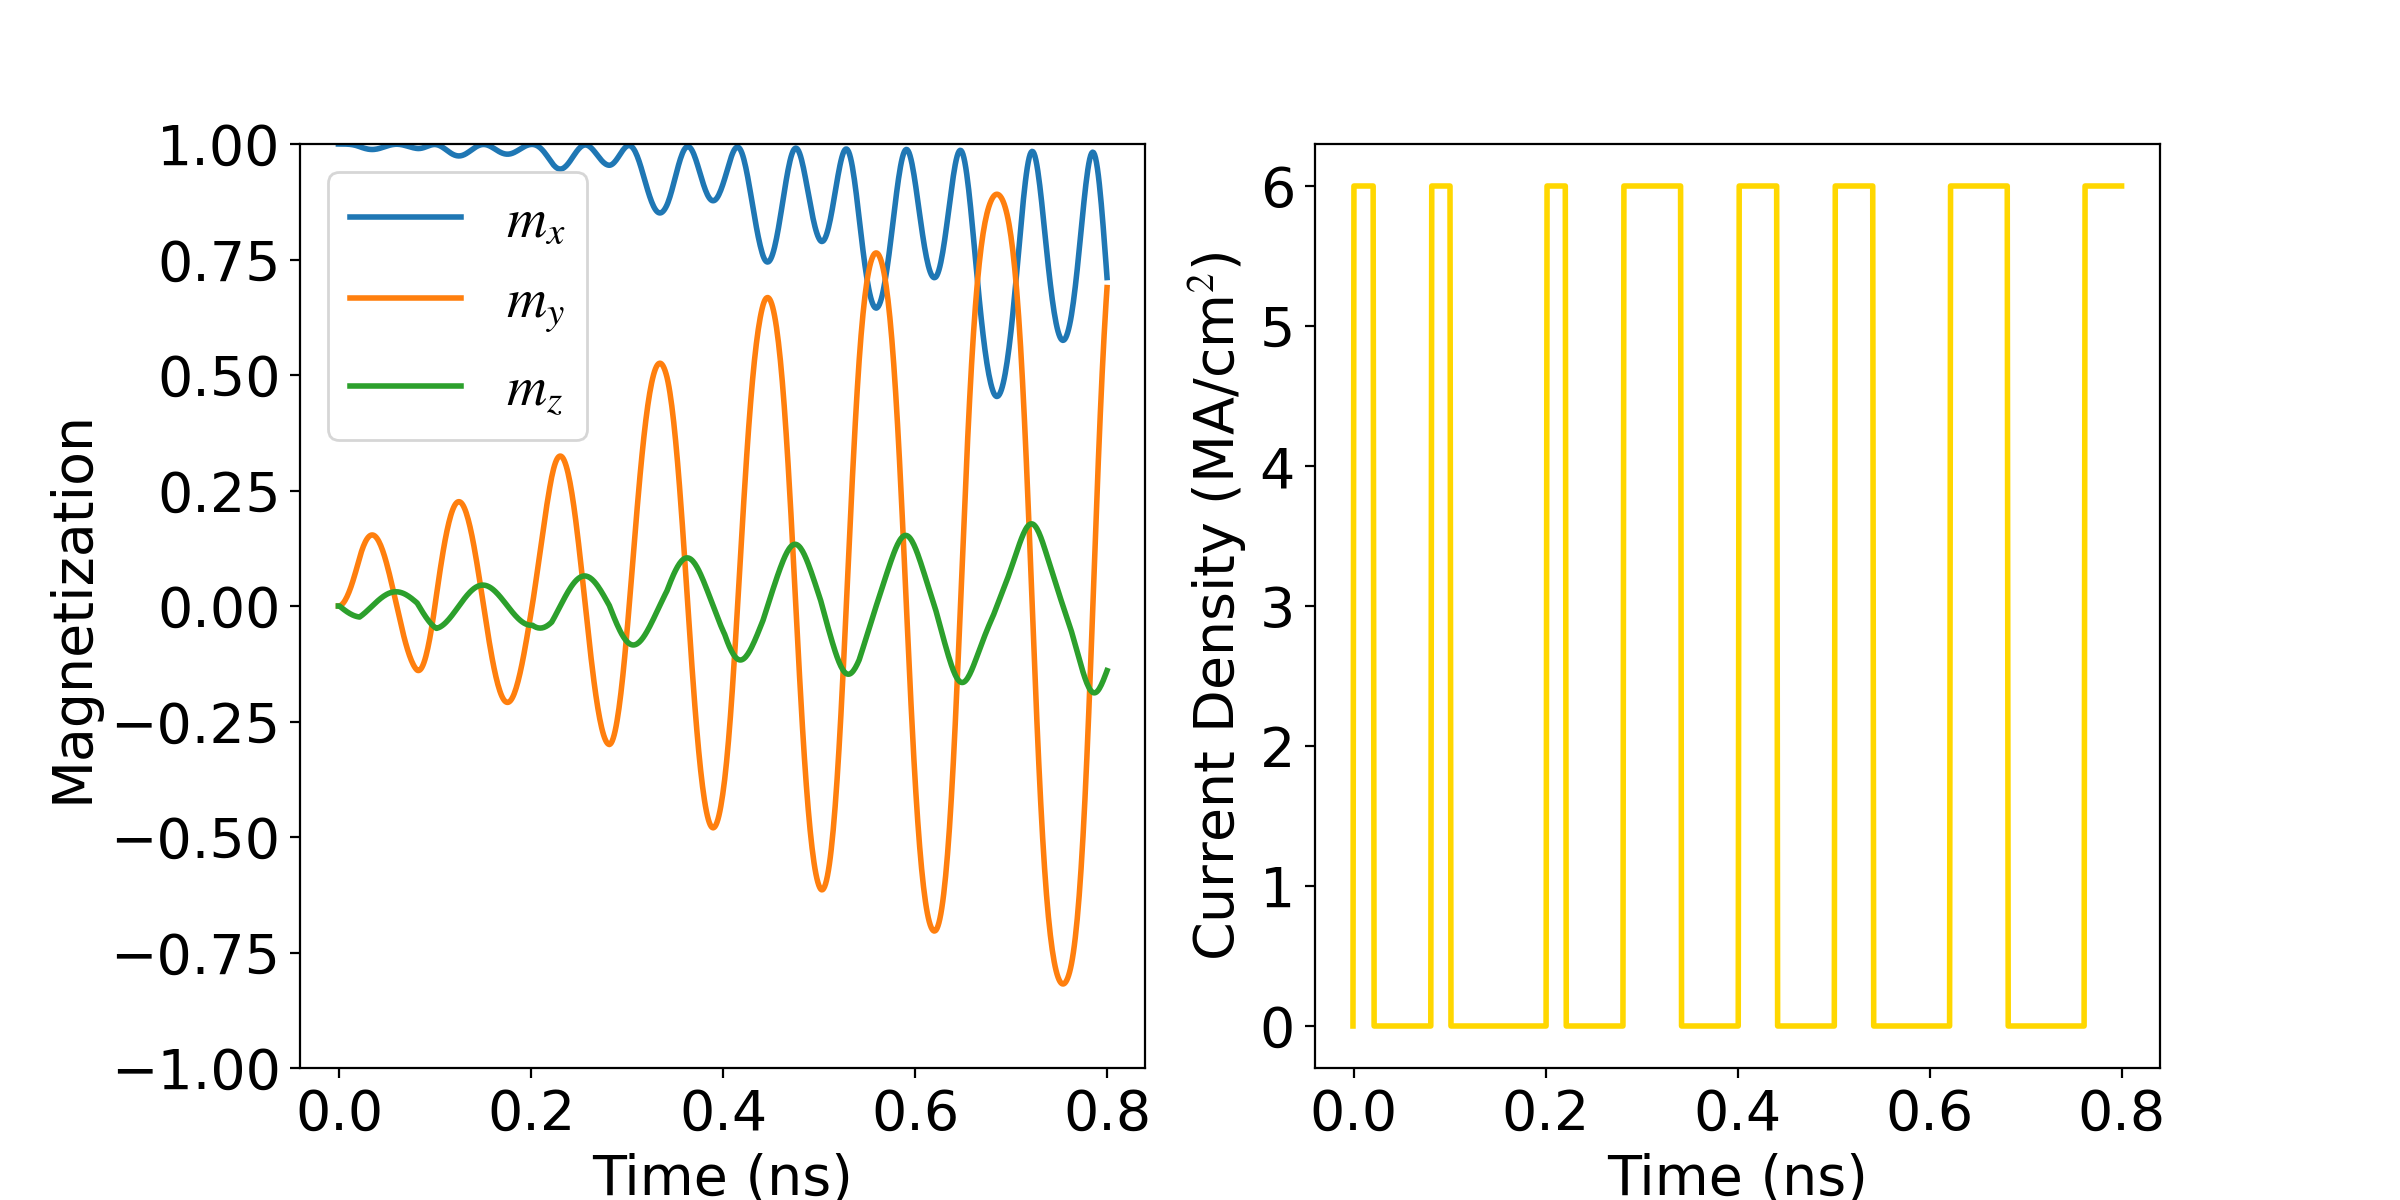 1.00
0.75
0.50
0.25
0.00
−0.25
−0.50
−0.75
−1.00
Magnetization
m_x
m_y
m_z
0.0 0.2 0.4 0.6 0.8
Time (ns)
6
5
4
3
2
1
0
Current Density (MA/cm²)
0.0 0.2 0.4 0.6 0.8
Time (ns)